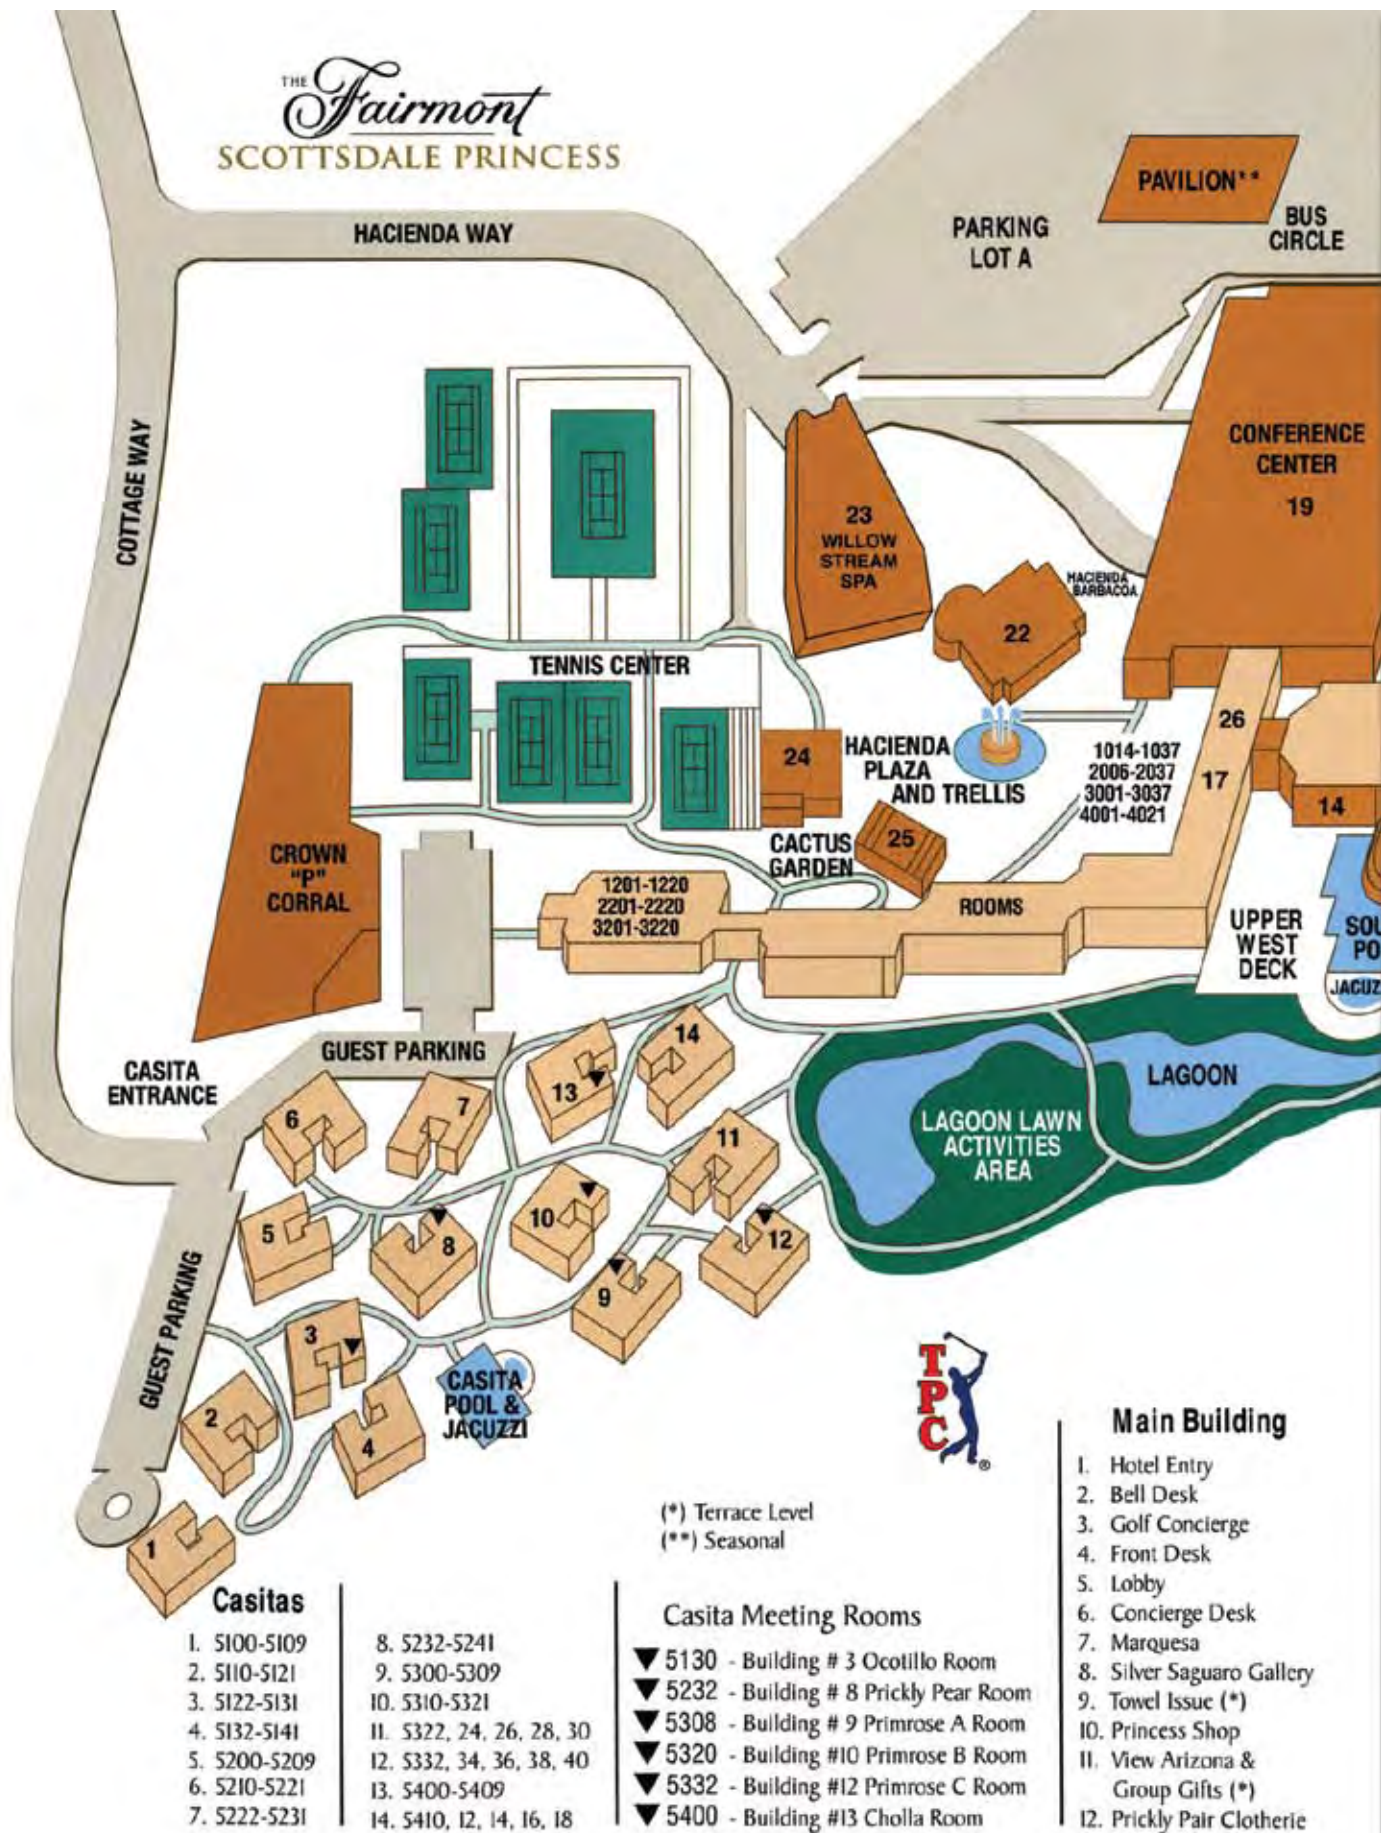 THE
Fairmont
SCOTTSDALE PRINCESS
PAVILION**
BUS
CIRCLE
PARKING
LOT A
HACIENDA WAY
COTTAGE WAY
CONFERENCE
CENTER
19
23
WILLOW
STREAM
SPA
HACIENDA
BARBACOA
22
TENNIS CENTER
24
HACIENDA
PLAZA
AND TRELLIS
26
17
14
1014-1037
2006-2037
3001-3037
4001-4021
CACTUS
GARDEN
25
CROWN
"P"
CORRAL
1201-1220
2201-2220
3201-3220
ROOMS
UPPER
WEST
DECK
SOU
PO
JACUZ
GUEST PARKING
CASITA
ENTRANCE
14
13
LAGOON
LAGOON LAWN
ACTIVITIES
AREA
6
7
11
5
8
10
12
9
GUEST PARKING
3
2
4
1
CASITA
POOL &
JACUZZI
TPC
®
(*) Terrace Level
(**) Seasonal
Casitas
1. 5100-5109
2. 5110-5121
3. 5122-5131
4. 5132-5141
5. 5200-5209
6. 5210-5221
7. 5222-5231
8. 5232-5241
9. 5300-5309
10. 5310-5321
11. 5322, 24, 26, 28, 30
12. 5332, 34, 36, 38, 40
13. 5400-5409
14. 5410, 12, 14, 16, 18
Casita Meeting Rooms
▼ 5130 - Building # 3 Ocotillo Room
▼ 5232 - Building # 8 Prickly Pear Room
▼ 5308 - Building # 9 Primrose A Room
▼ 5320 - Building #10 Primrose B Room
▼ 5332 - Building #12 Primrose C Room
▼ 5400 - Building #13 Cholla Room
Main Building
1. Hotel Entry
2. Bell Desk
3. Golf Concierge
4. Front Desk
5. Lobby
6. Concierge Desk
7. Marquesa
8. Silver Saguaro Gallery
9. Towel Issue (*)
10. Princess Shop
11. View Arizona &
Group Gifts (*)
12. Prickly Pair Clotherie